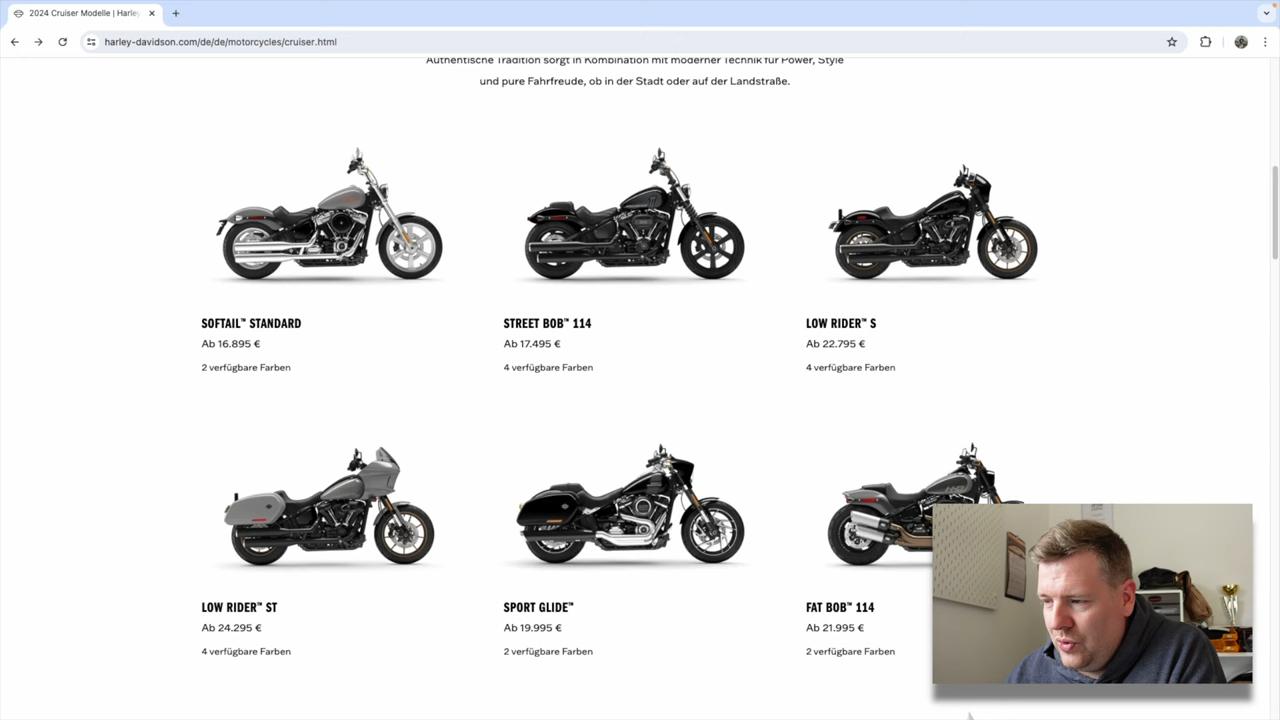 2024 Cruiser Modelle | Harley
harley-davidson.com/de/de/motorcycles/cruiser.html
Authentische Tradition sorgt in Kombination mit moderner Technik für Power, Style
und pure Fahrfreude, ob in der Stadt oder auf der Landstraße.
SOFTAIL™ STANDARD
Ab 16.895 €
2 verfügbare Farben
STREET BOB™ 114
Ab 17.495 €
4 verfügbare Farben
LOW RIDER™ S
Ab 22.795 €
4 verfügbare Farben
LOW RIDER™ ST
Ab 24.295 €
4 verfügbare Farben
SPORT GLIDE™
Ab 19.995 €
2 verfügbare Farben
FAT BOB™ 114
Ab 21.995 €
2 verfügbare Farben